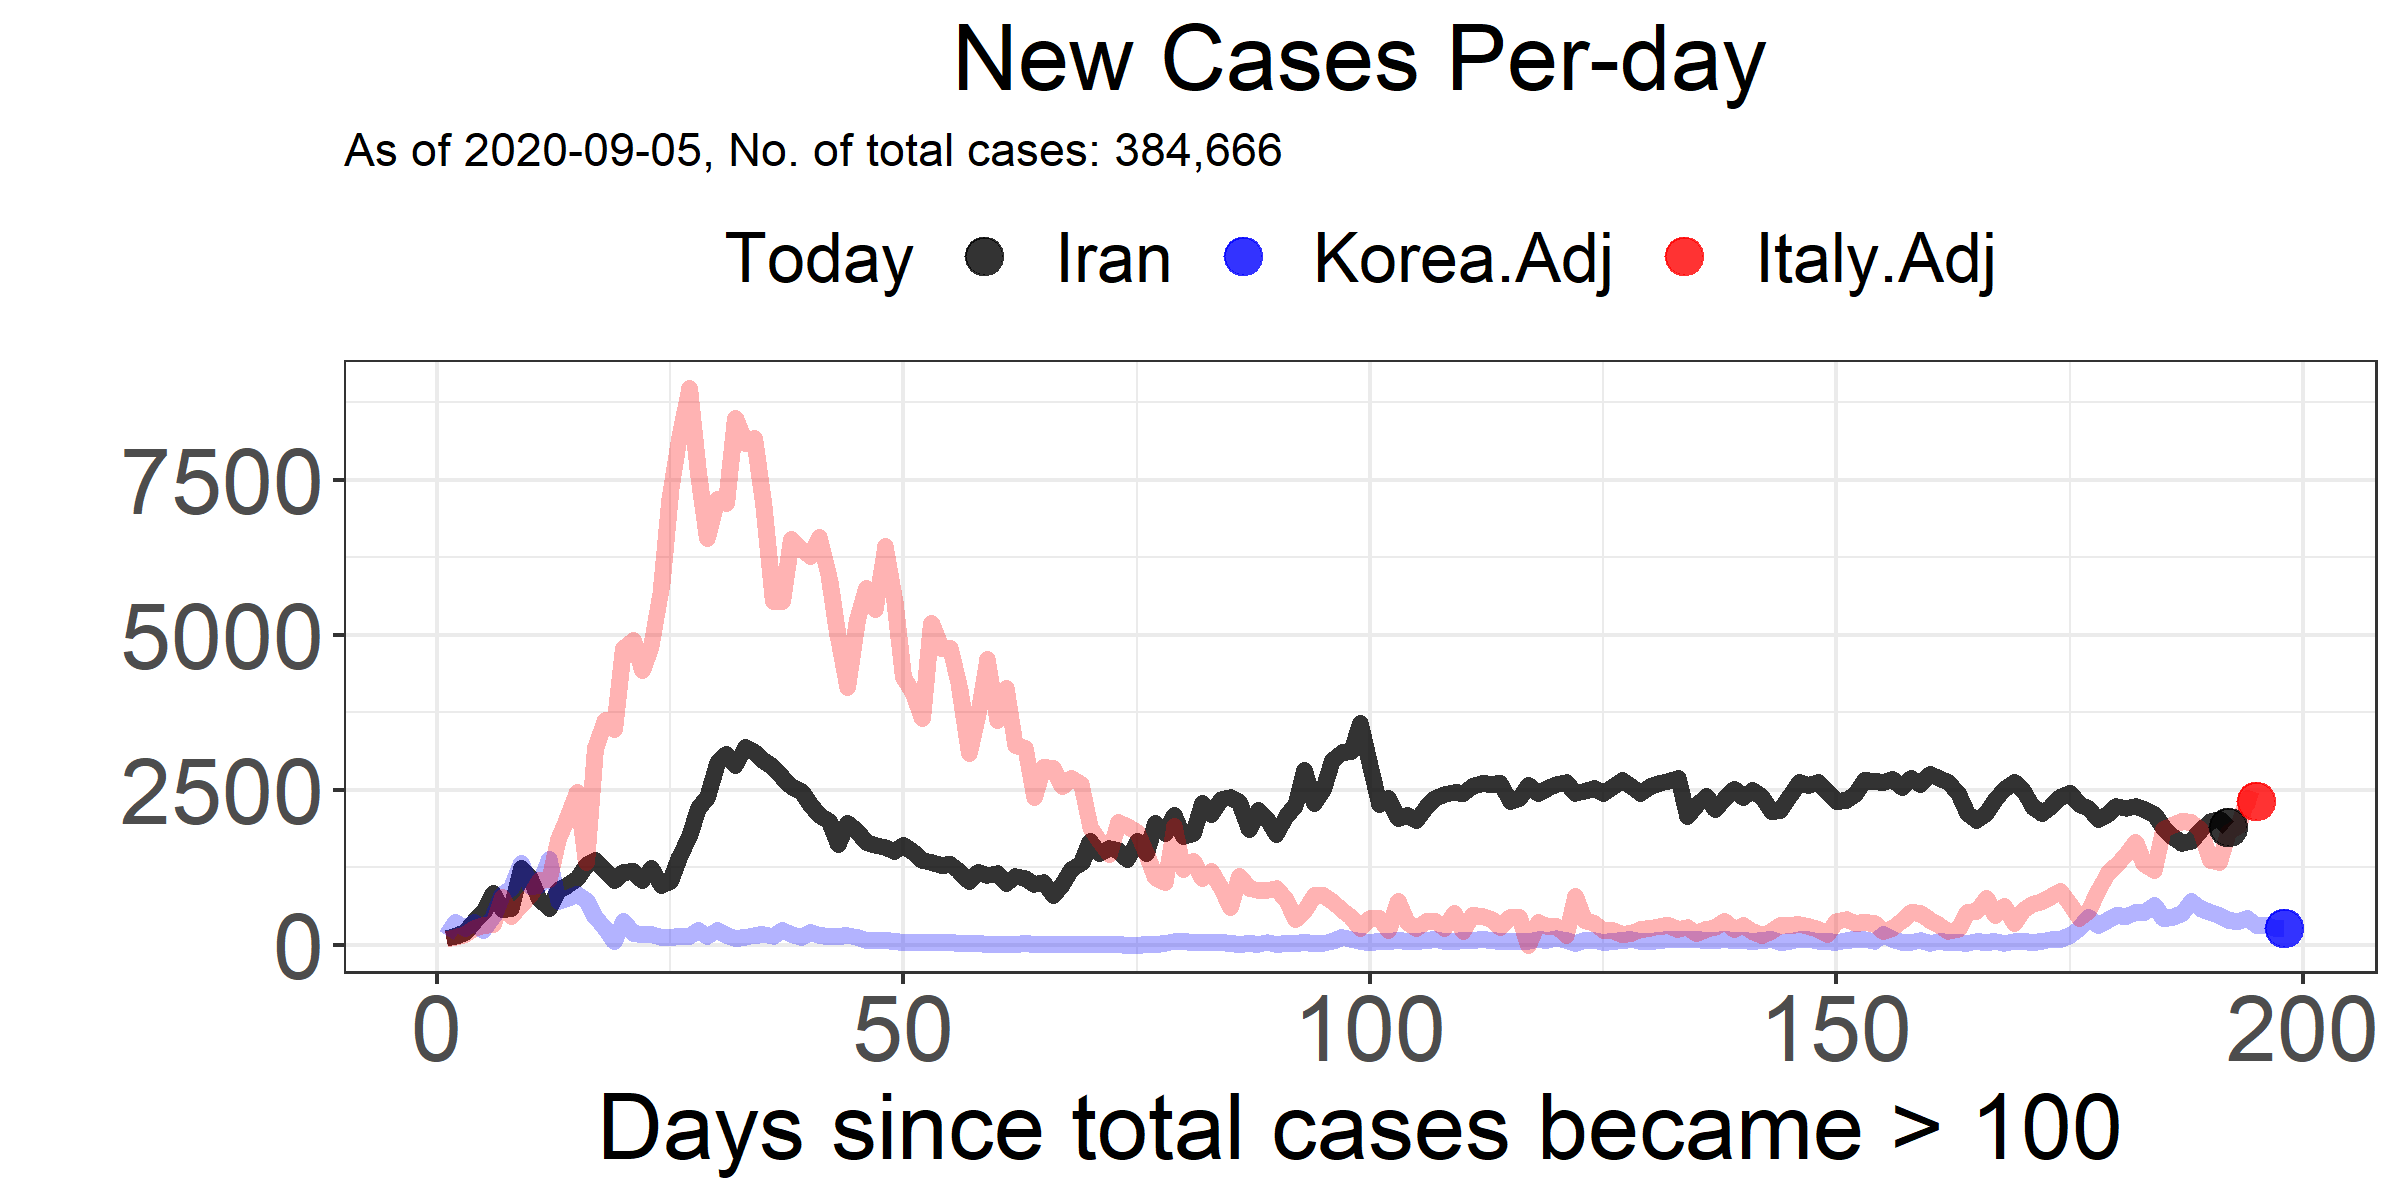 New Cases Per-day
As of 2020-09-05, No. of total cases: 384,666
Today Iran Korea.Adj Italy.Adj
7500
5000
2500
0
0 50 100 150 200
Days since total cases became > 100